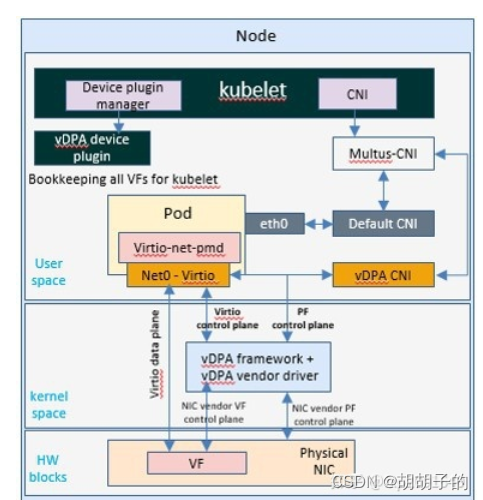 Node
Device plugin
manager
kubelet
CNI
vDPA device
plugin
Multus-CNI
Bookkeeping all VFs for kubelet
Pod
eth0
Default CNI
Virtio-net-pmd
User
space
Net0 - Virtio
vDPA CNI
Virtio data plane
Virtio
control plane
PF
control plane
vDPA framework +
vDPA vendor driver
kernel
space
NIC vendor VF
control plane
NIC vendor PF
control plane
HW
blocks
VF
Physical
NIC
CSDN @胡胡子的